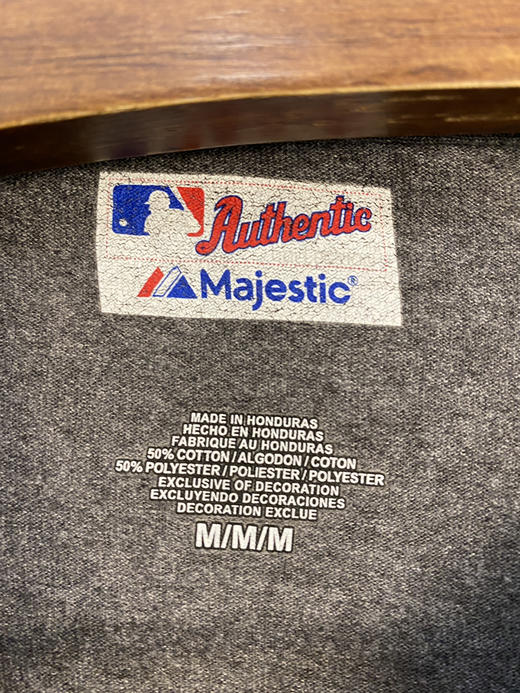 Authentic
Majestic®
MADE IN HONDURAS
HECHO EN HONDURAS
FABRIQUE AU HONDURAS
50% COTTON / ALGODON / COTON
50% POLYESTER / POLIESTER / POLYESTER
EXCLUSIVE OF DECORATION
EXCLUYENDO DECORACIONES
DECORATION EXCLUE
M/M/M